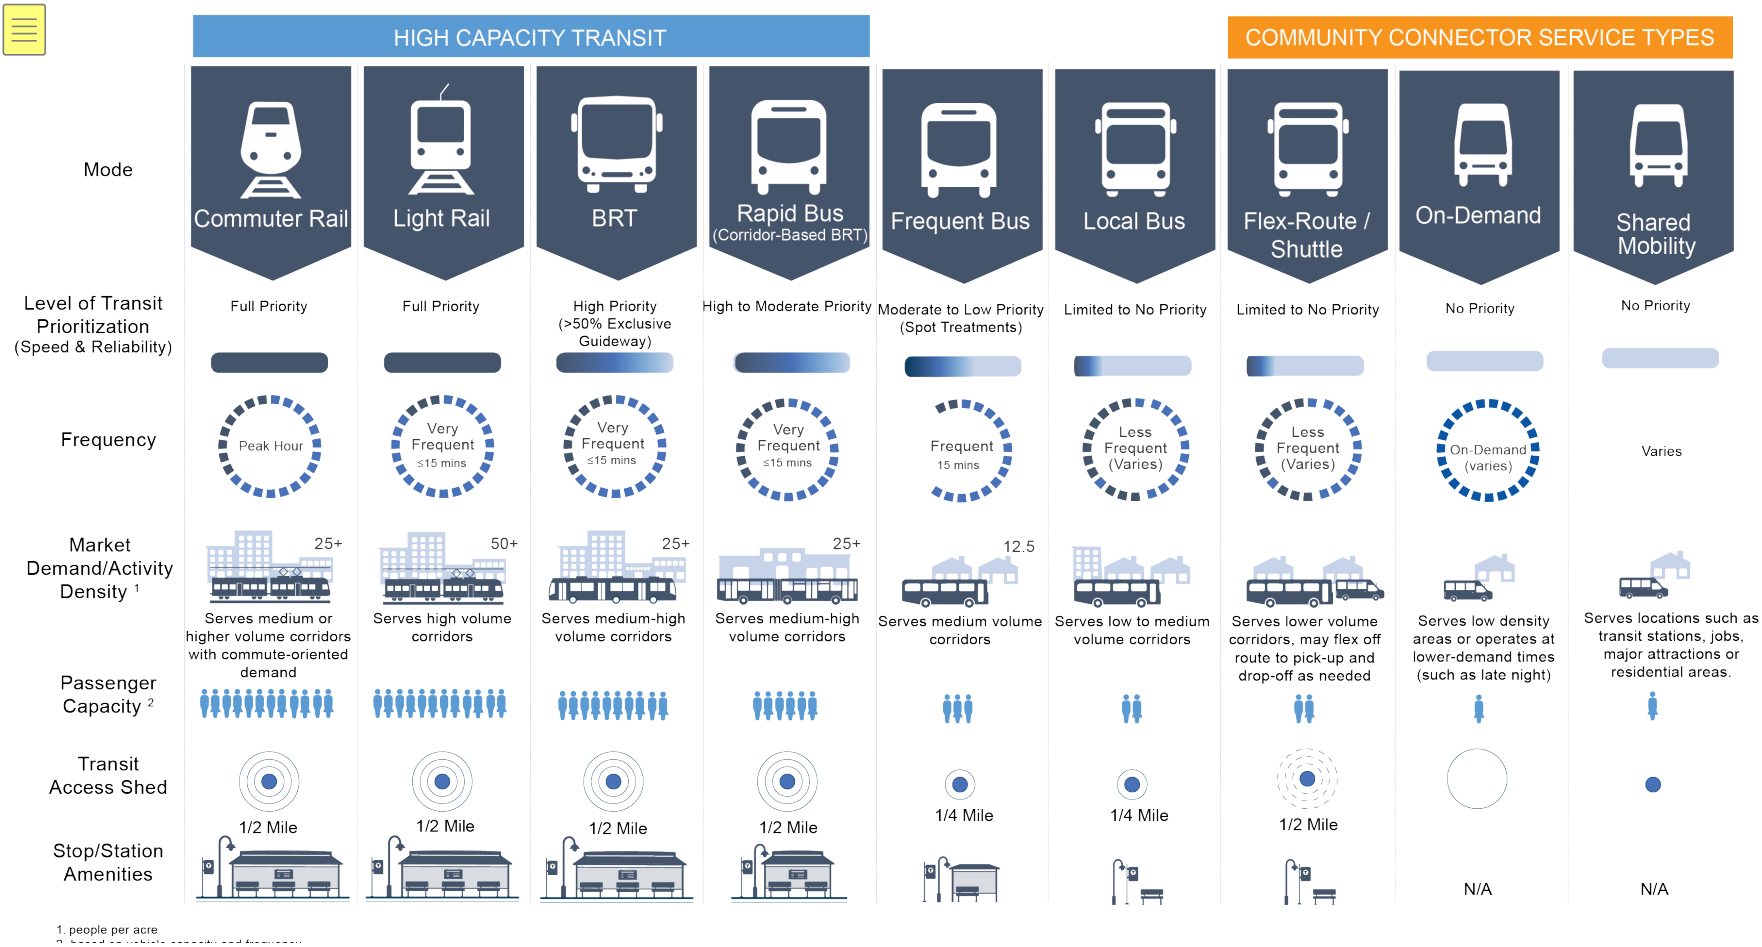 HIGH CAPACITY TRANSIT
COMMUNITY CONNECTOR SERVICE TYPES
Mode
Commuter Rail
Light Rail
BRT
Rapid Bus
(Corridor-Based BRT)
Frequent Bus
Local Bus
Flex-Route /
Shuttle
On-Demand
Shared
Mobility
Level of Transit
Prioritization
(Speed & Reliability)
Full Priority
Full Priority
High Priority
(>50% Exclusive
Guideway)
High to Moderate Priority
Moderate to Low Priority
(Spot Treatments)
Limited to No Priority
Limited to No Priority
No Priority
No Priority
Frequency
Peak Hour
Very
Frequent
≤15 mins
Very
Frequent
≤15 mins
Very
Frequent
≤15 mins
Frequent
15 mins
Less
Frequent
(Varies)
Less
Frequent
(Varies)
On-Demand
(varies)
Varies
Market
Demand/Activity
Density 1
25+
Serves medium or
higher volume corridors
with commute-oriented
demand
50+
Serves high volume
corridors
25+
Serves medium-high
volume corridors
25+
Serves medium-high
volume corridors
12.5
Serves medium volume
corridors
Serves low to medium
volume corridors
Serves lower volume
corridors, may flex off
route to pick-up and
drop-off as needed
Serves low density
areas or operates at
lower-demand times
(such as late night)
Serves locations such as
transit stations, jobs,
major attractions or
residential areas.
Passenger
Capacity 2
Transit
Access Shed
1/2 Mile
1/2 Mile
1/2 Mile
1/2 Mile
1/4 Mile
1/4 Mile
1/2 Mile
Stop/Station
Amenities
N/A
N/A
1. people per acre
2. based on vehicle capacity and frequency